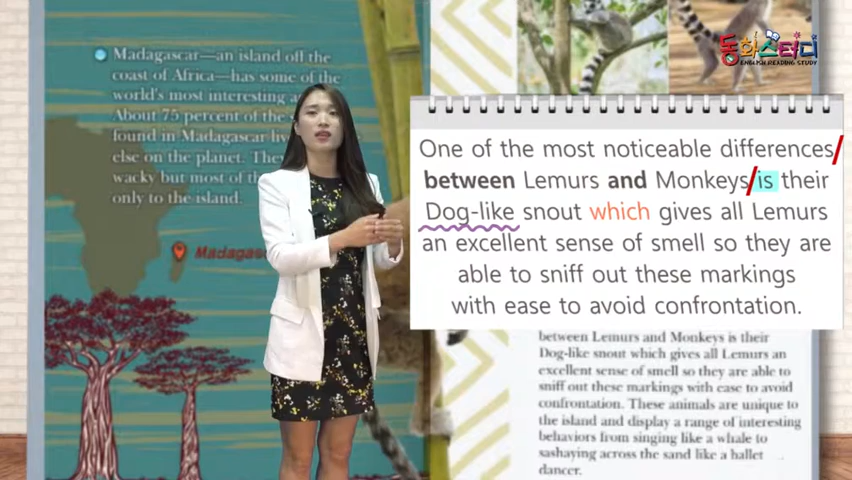 Madagascar—an island off the
coast of Africa—has some of the
world's most interesting
About 75 percent of the
found in Madagascar
else on the planet. They
wacky but most of
only to the island.
Madagasc
동화스터디
ENGLISH READING STUDY
One of the most noticeable differences/
between Lemurs and Monkeys/is their
Dog-like snout which gives all Lemurs
an excellent sense of smell so they are
able to sniff out these markings
with ease to avoid confrontation.
between Lemurs and Monkeys is their
Dog-like snout which gives all Lemurs an
excellent sense of smell so they are able to
sniff out these markings with ease to avoid
confrontation. These animals are unique to
the island and display a range of interesting
behaviors from singing like a whale to
sashaying across the sand like a ballet
dancer.